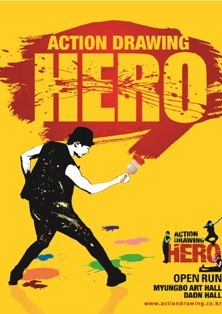 ACTION DRAWING
HERO
ACTION
DRAWING
HERO
OPEN RUN
MYUNGBO ART HALL
DAON HALL
www.actiondrawing.co.kr